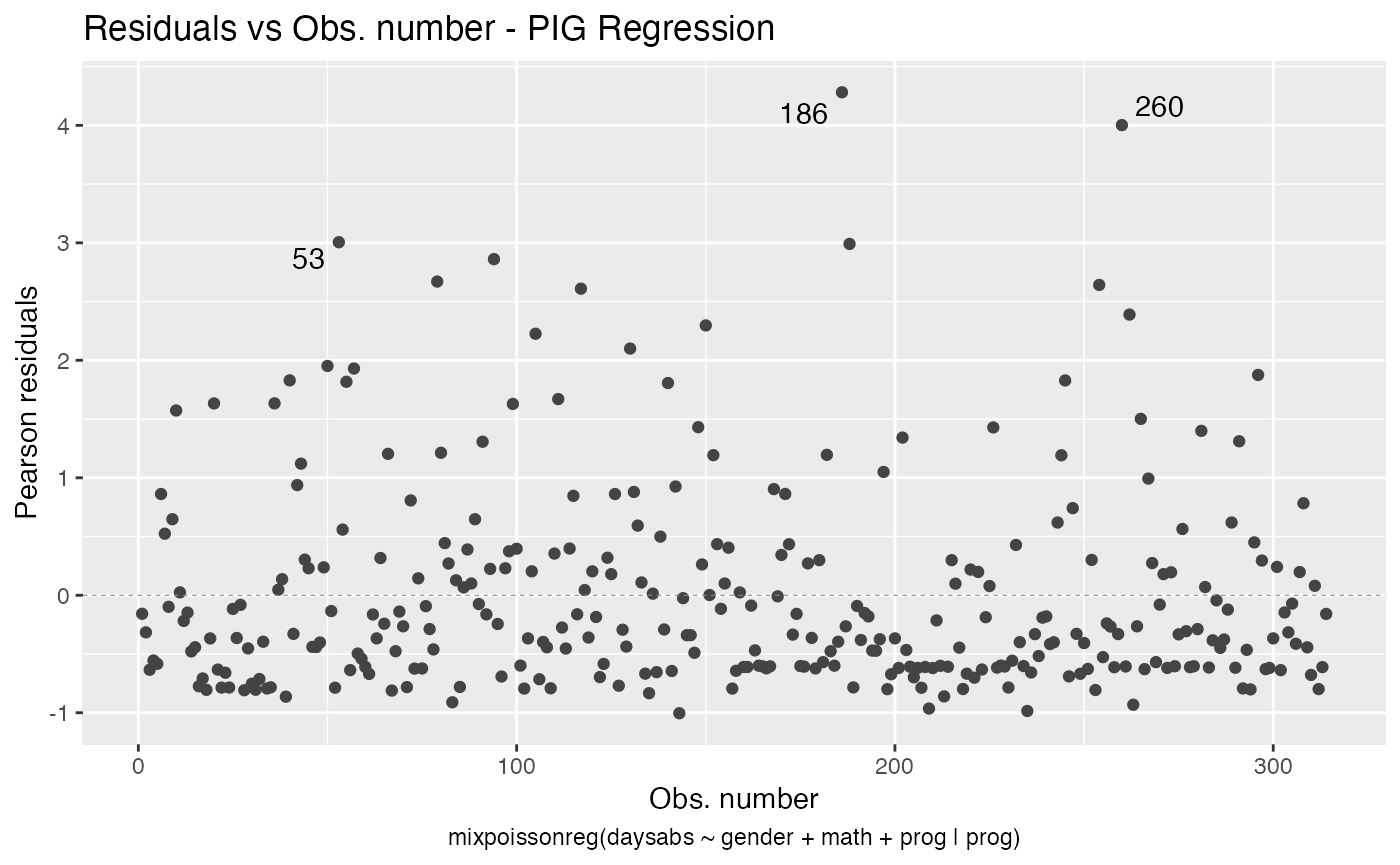 Residuals vs Obs. number - PIG Regression
186
260
53
4
3
2
1
0
-1
Pearson residuals
0 100 200 300
Obs. number
mixpoissonreg(daysabs ~ gender + math + prog | prog)